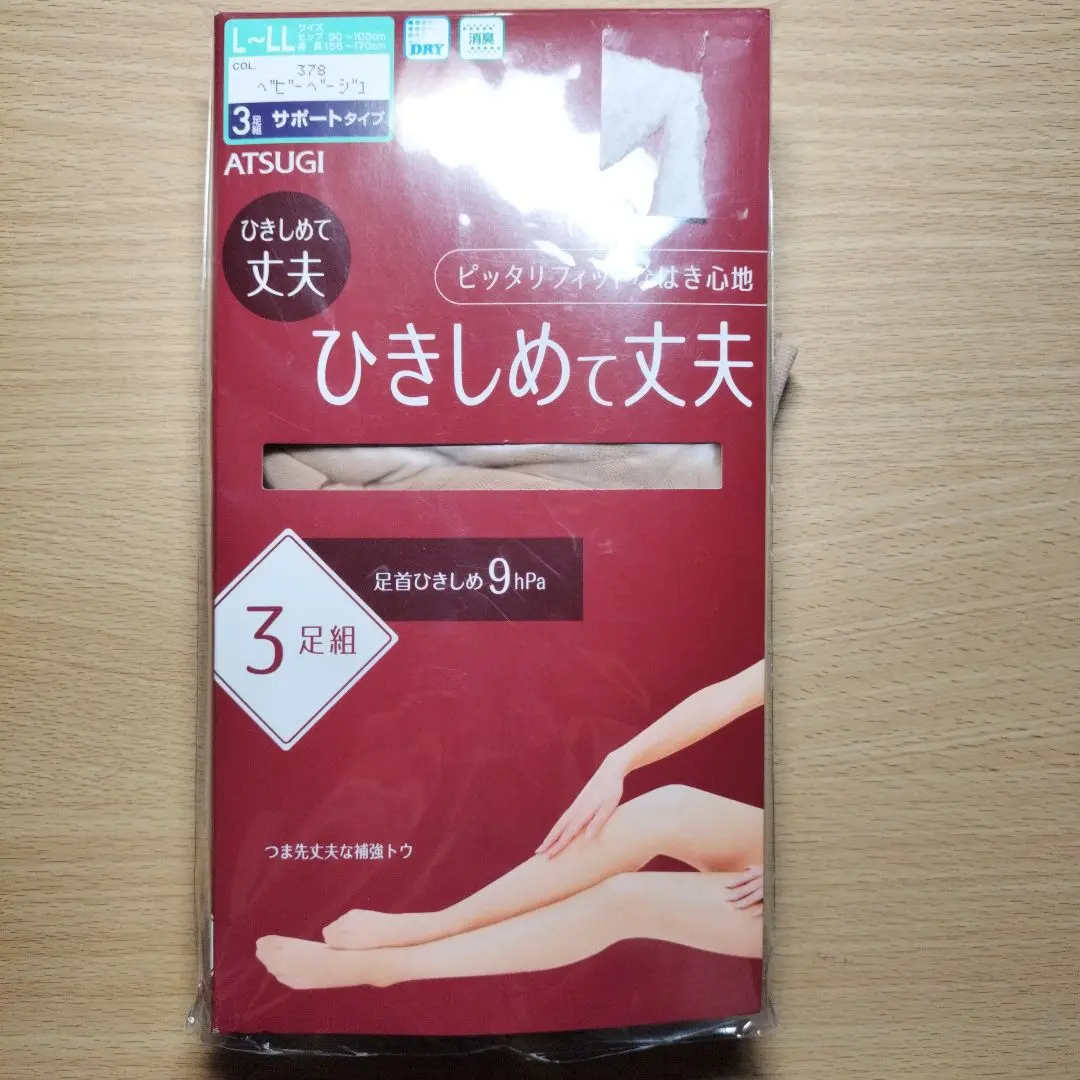 L～LL サイズ
ヒップ 90～103cm
身長 155～170cm
COL.
378
ベビーベージュ
3足組 サポートタイプ
DRY
消臭
ATSUGI
ひきしめて
丈夫
ピッタリフィットなはき心地
ひきしめて丈夫
足首ひきしめ9hPa
3足組
つま先丈夫な補強トウ